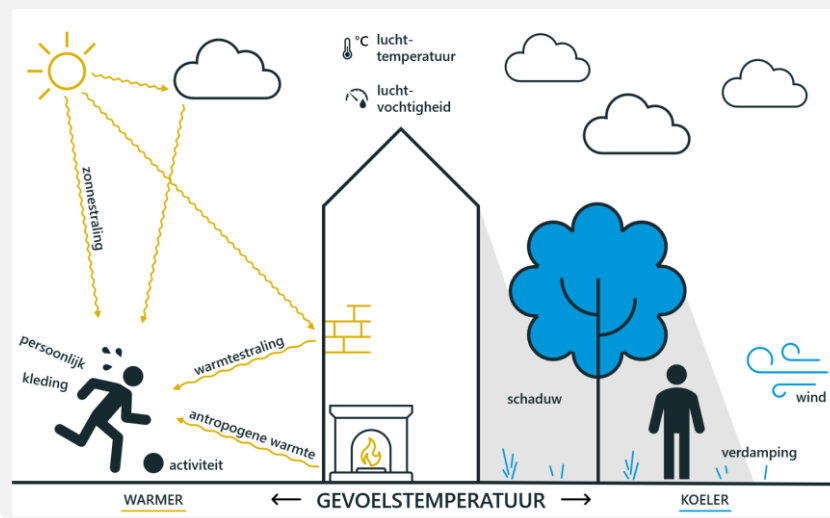 °C lucht-
temperatuur
lucht-
vochtigheid
zonnestraling
persoonlijk
kleding
warmtestraling
antropogene warmte
activiteit
schaduw
wind
verdamping
WARMER
GEVOELSTEMPERATUUR
KOELER